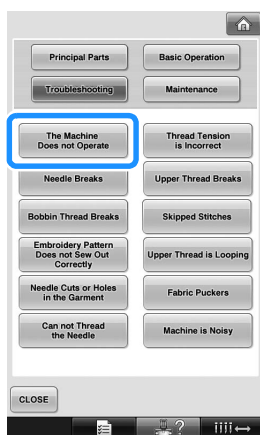 Principal Parts
Basic Operation
Troubleshooting
Maintenance
The Machine
Does not Operate
Thread Tension
is Incorrect
Needle Breaks
Upper Thread Breaks
Bobbin Thread Breaks
Skipped Stitches
Embroidery Pattern
Does not Sew Out
Correctly
Upper Thread is Looping
Needle Cuts or Holes
in the Garment
Fabric Puckers
Can not Thread
the Needle
Machine is Noisy
CLOSE
?